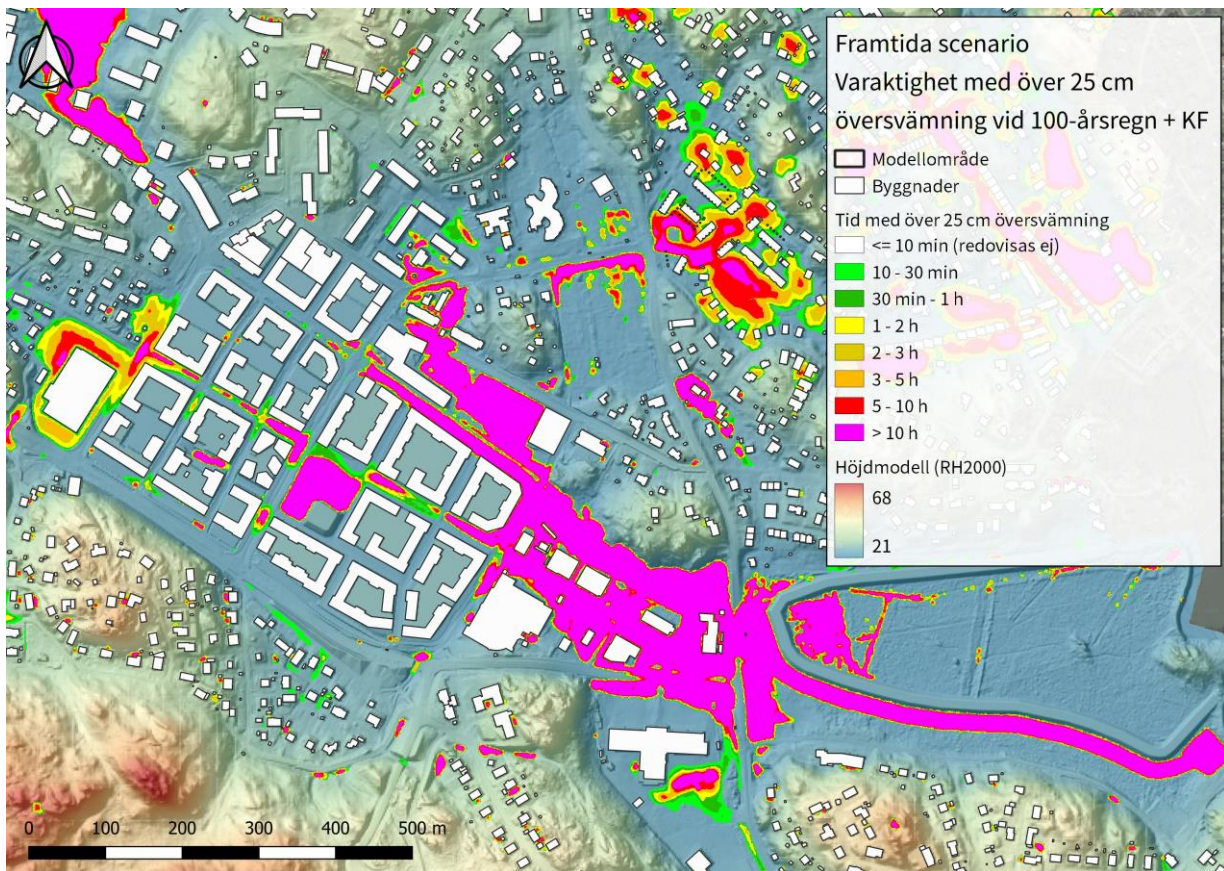 Framtida scenario
Varaktighet med över 25 cm
översvämning vid 100-årsregn + KF
Modellområde
Byggnader
Tid med över 25 cm översvämning
<= 10 min (redovisas ej)
10 - 30 min
30 min - 1 h
1 - 2 h
2 - 3 h
3 - 5 h
5 - 10 h
> 10 h
Höjdmodell (RH2000)
68
21
0 100 200 300 400 500 m